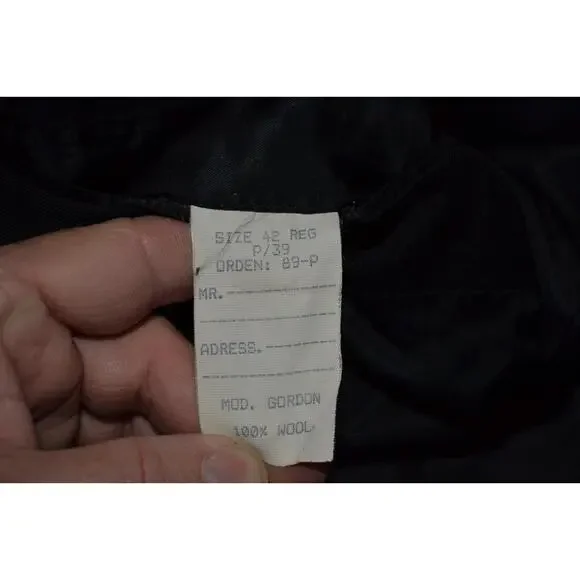 SIZE 42 REG
P/39
ORDEN: 89-P
MR.
ADRESS.
MOD. GORDON
100% WOOL